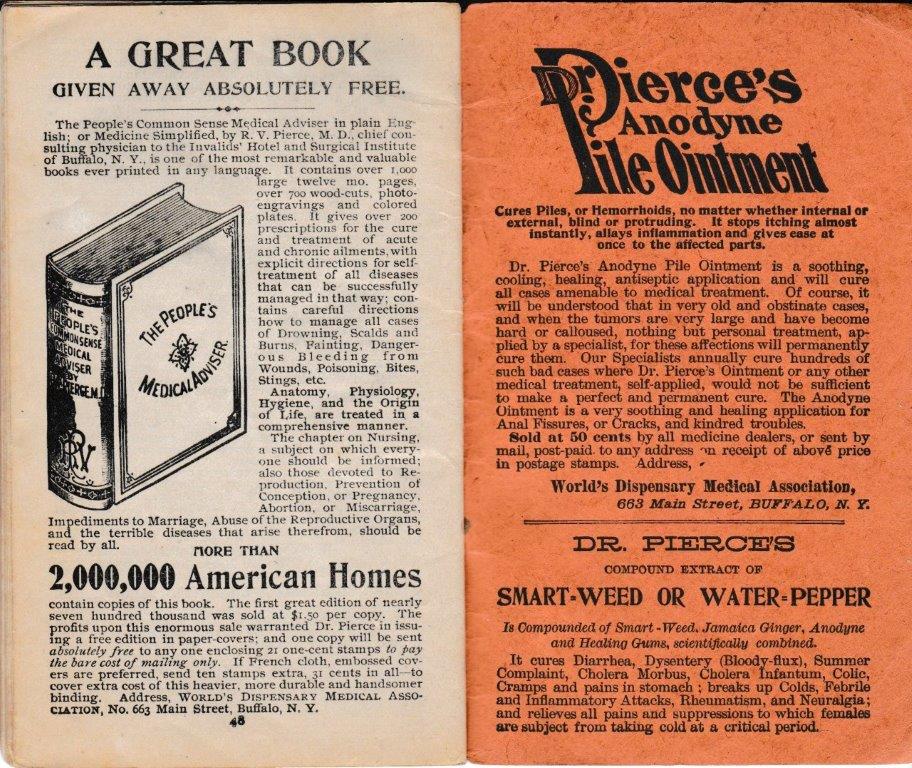 A GREAT BOOK
GIVEN AWAY ABSOLUTELY FREE.
The People's Common Sense Medical Adviser in plain Eng-
lish; or Medicine Simplified, by R. V. Pierce, M. D., chief con-
sulting physician to the Invalids' Hotel and Surgical Institute
of Buffalo, N. Y., is one of the most remarkable and valuable
books ever printed in any language. It contains over 1,000
large twelve mo. pages,
over 700 wood-cuts, photo-
engravings and colored
plates. It gives over 200
prescriptions for the cure
and treatment of acute
and chronic ailments, with
explicit directions for self-
treatment of all diseases
that can be successfully
managed in that way; con-
tains careful directions
how to manage all cases
of Drowning, Scalds and
Burns, Fainting, Danger-
ous Bleeding from
Wounds, Poisoning, Bites,
Stings, etc.
Anatomy, Physiology,
Hygiene, and the Origin
of Life, are treated in a
comprehensive manner.
The chapter on Nursing,
a subject on which every-
one should be informed;
also those devoted to Re-
production, Prevention of
Conception, or Pregnancy,
Abortion, or Miscarriage,
Impediments to Marriage, Abuse of the Reproductive Organs,
and the terrible diseases that arise therefrom, should be
read by all.
THE
PEOPLE'S
COMMON SENSE
MEDICAL
ADVISER
BY
R.V. PIERCE M.D.
RVP
THE PEOPLE'S
MEDICAL ADVISER.
MORE THAN
2,000,000 American Homes
contain copies of this book. The first great edition of nearly
seven hundred thousand was sold at $1.50 per copy. The
profits upon this enormous sale warranted Dr. Pierce in issu-
ing a free edition in paper-covers; and one copy will be sent
absolutely free to any one enclosing 21 one-cent stamps to pay
the bare cost of mailing only. If French cloth, embossed cov-
ers are preferred, send ten stamps extra, 31 cents in all—to
cover extra cost of this heavier, more durable and handsomer
binding. Address, WORLD'S DISPENSARY MEDICAL ASSO-
CIATION, No. 663 Main Street, Buffalo, N. Y.
48
Dr. Pierce's
Anodyne
Pile Ointment
Cures Piles, or Hemorrhoids, no matter whether internal or
external, blind or protruding. It stops itching almost
instantly, allays inflammation and gives ease at
once to the affected parts.
Dr. Pierce's Anodyne Pile Ointment is a soothing,
cooling, healing, antiseptic application and will cure
all cases amenable to medical treatment. Of course, it
will be understood that in very old and obstinate cases,
and when the tumors are very large and have become
hard or calloused, nothing but personal treatment, ap-
plied by a specialist, for these affections will permanently
cure them. Our Specialists annually cure hundreds of
such bad cases where Dr. Pierce's Ointment or any other
medical treatment, self-applied, would not be sufficient
to make a perfect and permanent cure. The Anodyne
Ointment is a very soothing and healing application for
Anal Fissures, or Cracks, and kindred troubles.
Sold at 50 cents by all medicine dealers, or sent by
mail, post-paid to any address on receipt of above price
in postage stamps. Address,
World's Dispensary Medical Association,
663 Main Street, BUFFALO, N. Y.
DR. PIERCE'S
COMPOUND EXTRACT OF
SMART-WEED OR WATER-PEPPER
Is Compounded of Smart-Weed, Jamaica Ginger, Anodyne
and Healing Gums, scientifically combined.
It cures Diarrhea, Dysentery (Bloody-flux), Summer
Complaint, Cholera Morbus, Cholera Infantum, Colic,
Cramps and pains in stomach; breaks up Colds, Febrile
and Inflammatory Attacks, Rheumatism, and Neuralgia;
and relieves all pains and suppressions to which females
are subject from taking cold at a critical period.